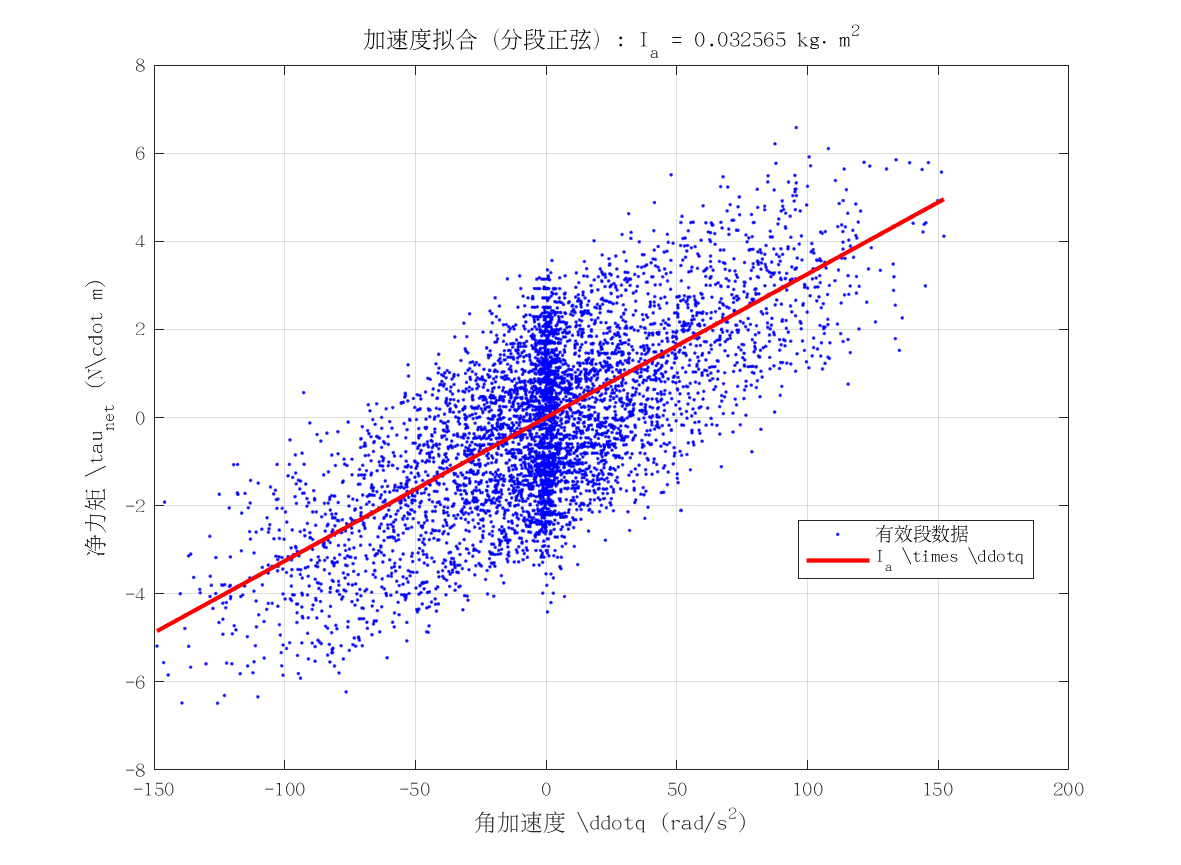 加速度拟合 (分段正弦) : I_a = 0.032565 kg· m^2
8
6
4
2
0
-2
-4
-6
-8
净力矩 \tau_net (N\cdot m)
有效段数据
I_a \times \ddotq
-150 -100 -50 0 50 100 150 200
角加速度 \ddotq (rad/s^2)